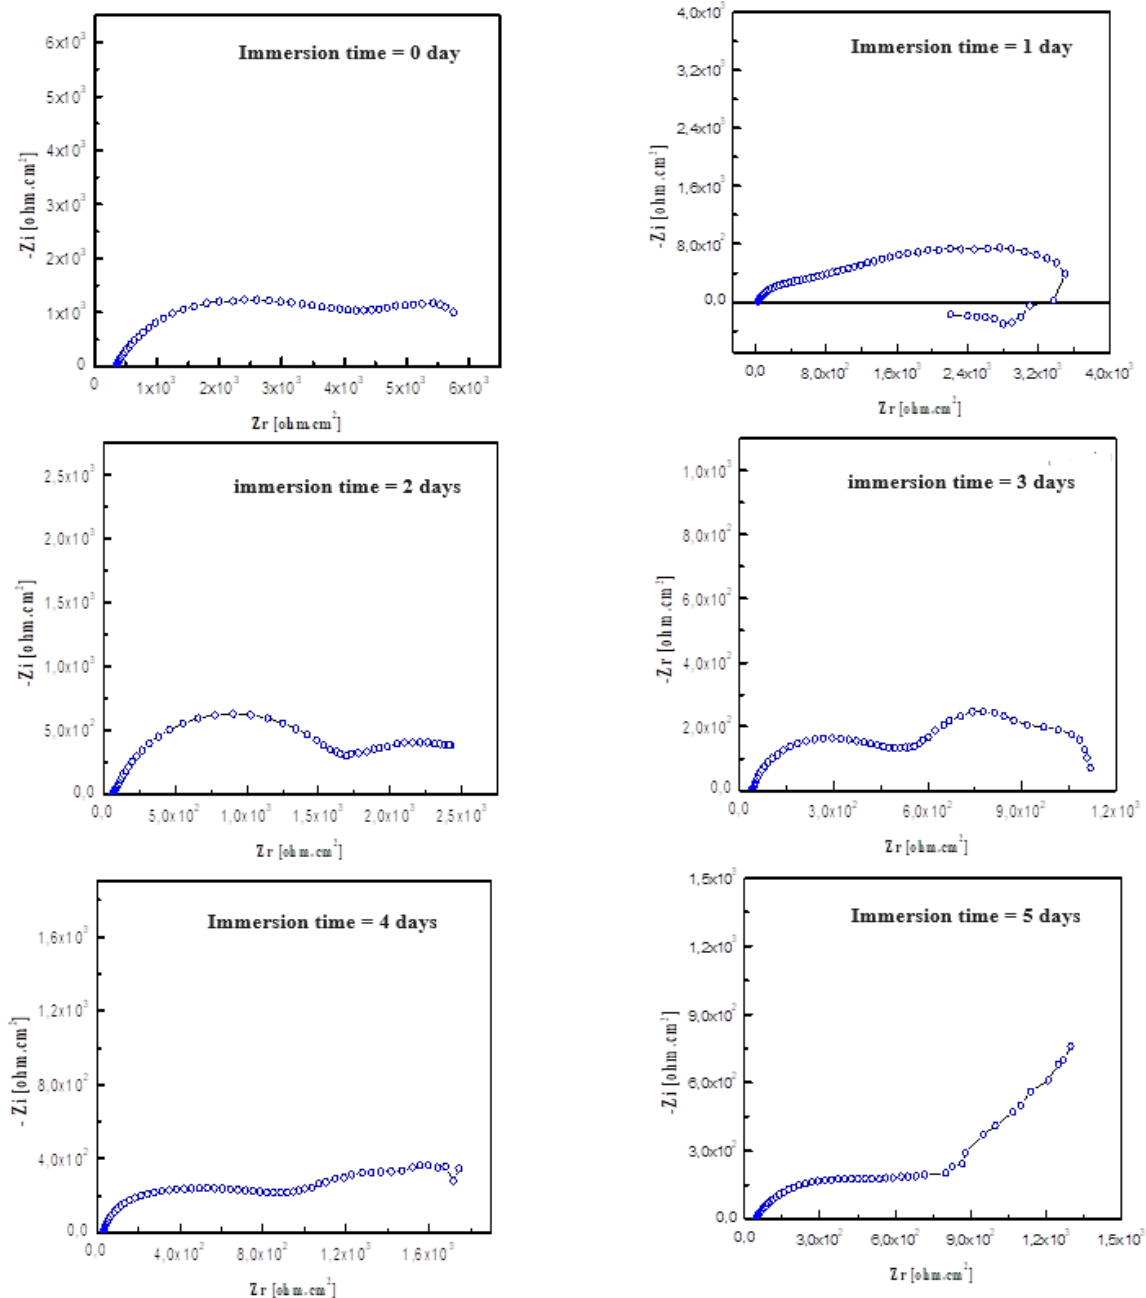 Immersion time = 0 day
6x10³
5x10³
4x10³
3x10³
2x10³
1x10³
0
-Zi [ohm.cm²]
0 1x10³ 2x10³ 3x10³ 4x10³ 5x10³ 6x10³
Zr [ohm.cm²]
Immersion time = 1 day
4,0x10³
3,2x10³
2,4x10³
1,6x10³
8,0x10²
0,0
-Zi [ohm.cm²]
0,0 8,0x10² 1,6x10³ 2,4x10³ 3,2x10³ 4,0x10³
Zr [ohm.cm²]
immersion time = 2 days
2,5x10³
2,0x10³
1,5x10³
1,0x10³
5,0x10²
0,0
-Zi [ohm.cm²]
0,0 5,0x10² 1,0x10³ 1,5x10³ 2,0x10³ 2,5x10³
Zr [ohm.cm²]
immersion time = 3 days
1,0x10³
8,0x10²
6,0x10²
4,0x10²
2,0x10²
0,0
-Zr [ohm.cm²]
0,0 3,0x10² 6,0x10² 9,0x10² 1,2x10³
Zr [ohm.cm²]
Immersion time = 4 days
1,6x10³
1,2x10³
8,0x10²
4,0x10²
0,0
- Zi [ohm.cm²]
0,0 4,0x10² 8,0x10² 1,2x10³ 1,6x10³
Zr [ohm.cm²]
Immersion time = 5 days
1,5x10³
1,2x10³
9,0x10²
6,0x10²
3,0x10²
0,0
-Zi [ohm.cm²]
0,0 3,0x10² 6,0x10² 9,0x10² 1,2x10³ 1,5x10³
Zr [ohm.cm²]